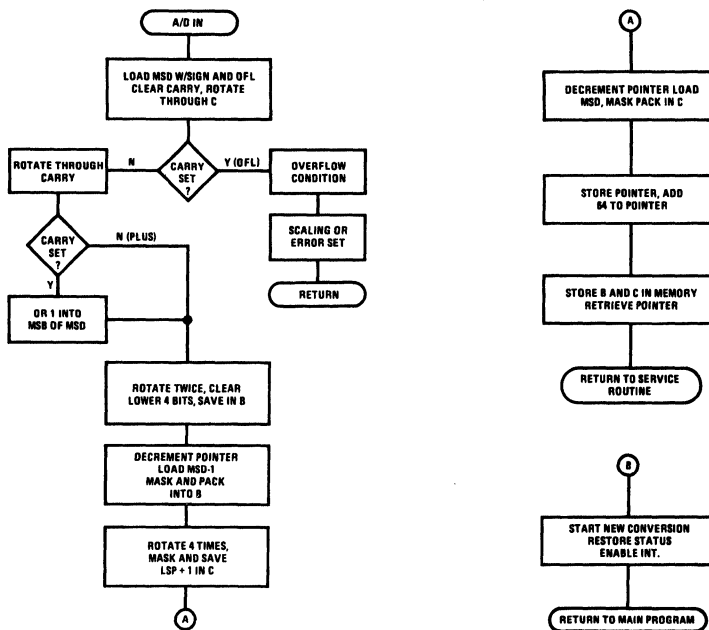 A/D IN
LOAD MSD W/SIGN AND OFL
CLEAR CARRY, ROTATE
THROUGH C
CARRY
SET
?
N
Y (OFL)
ROTATE THROUGH
CARRY
OVERFLOW
CONDITION
SCALING OR
ERROR SET
RETURN
CARRY
SET
?
N (PLUS)
Y
OR 1 INTO
MSB OF MSD
ROTATE TWICE, CLEAR
LOWER 4 BITS, SAVE IN B
DECREMENT POINTER
LOAD MSD-1
MASK AND PACK
INTO B
ROTATE 4 TIMES,
MASK AND SAVE
LSP + 1 IN C
A
A
DECREMENT POINTER LOAD
MSD, MASK PACK IN C
STORE POINTER, ADD
64 TO POINTER
STORE B AND C IN MEMORY
RETRIEVE POINTER
RETURN TO SERVICE
ROUTINE
B
START NEW CONVERSION
RESTORE STATUS
ENABLE INT.
RETURN TO MAIN PROGRAM